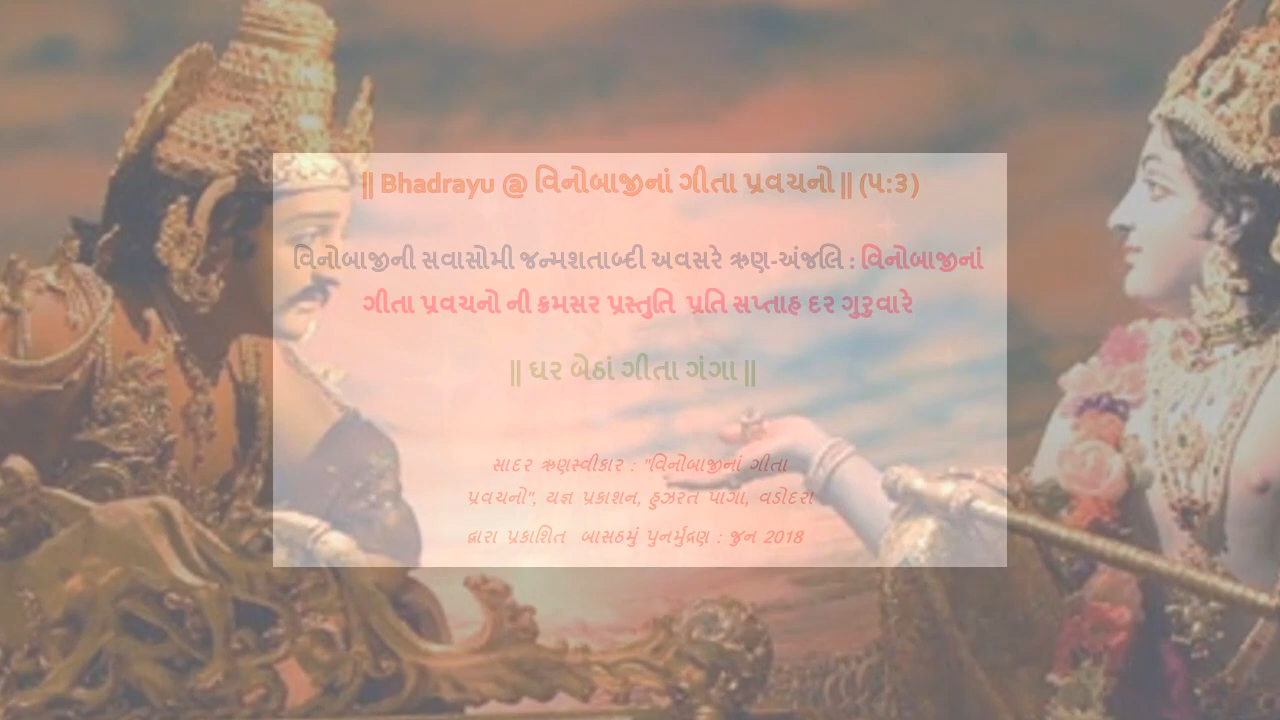 || Bhadrayu @ વિનોબાજીનાં ગીતા પ્રવચનો || (૫:૩)
વિનોબાજીની સવાસોમી જન્મશતાબ્દી અવસરે ઋણ-અંજલિ : વિનોબાજીનાં
ગીતા પ્રવચનો ની ક્રમસર પ્રસ્તુતિ પ્રતિ સપ્તાહ દર ગુરુવારે
|| ઘર બેઠાં ગીતા ગંગા ||
સાદર ઋણસ્વીકાર : "વિનોબાજીનાં ગીતા
પ્રવચનો", યજ્ઞ પ્રકાશન, હુઝરત પાગા, વડોદરા
દ્વારા પ્રકાશિત બાસઠમું પુનર્મુદ્રણ : જુન 2018